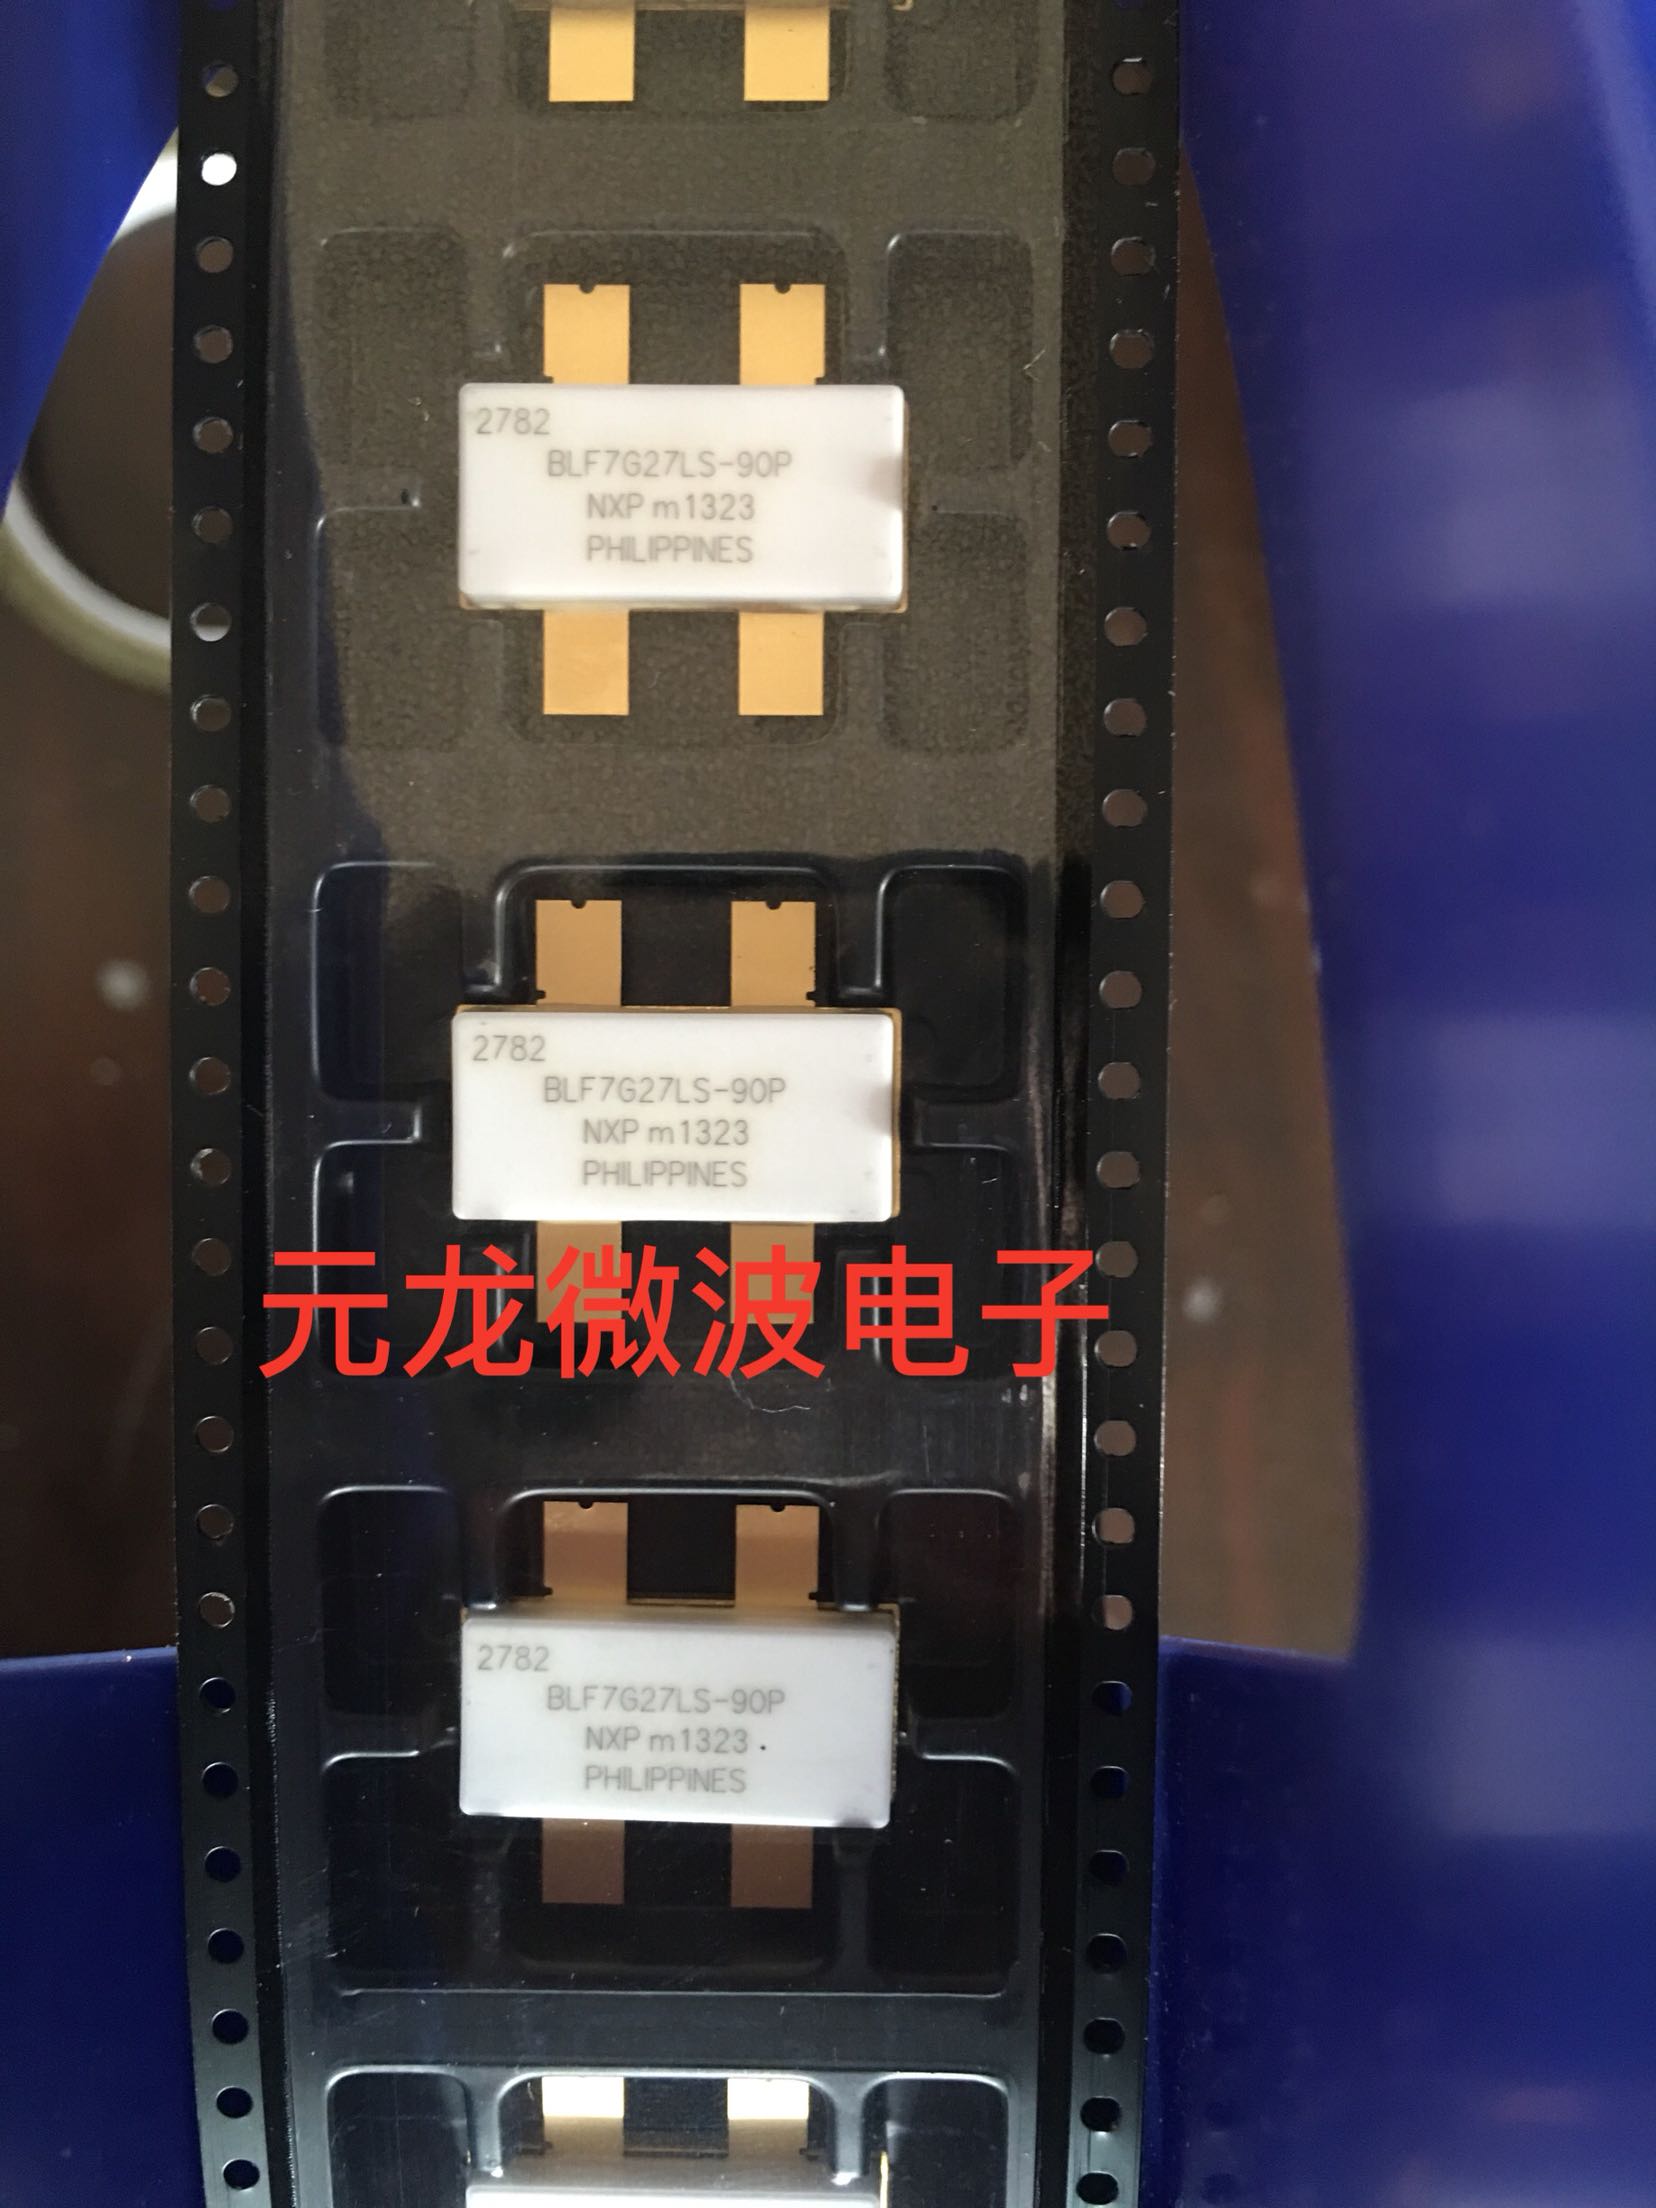 2782
BLF7G27LS-90P
NXP m1323
PHILIPPINES
2782
BLF7G27LS-90P
NXP m1323
PHILIPPINES
元龙微波电子
2782
BLF7G27LS-90P
NXP m1323
PHILIPPINES